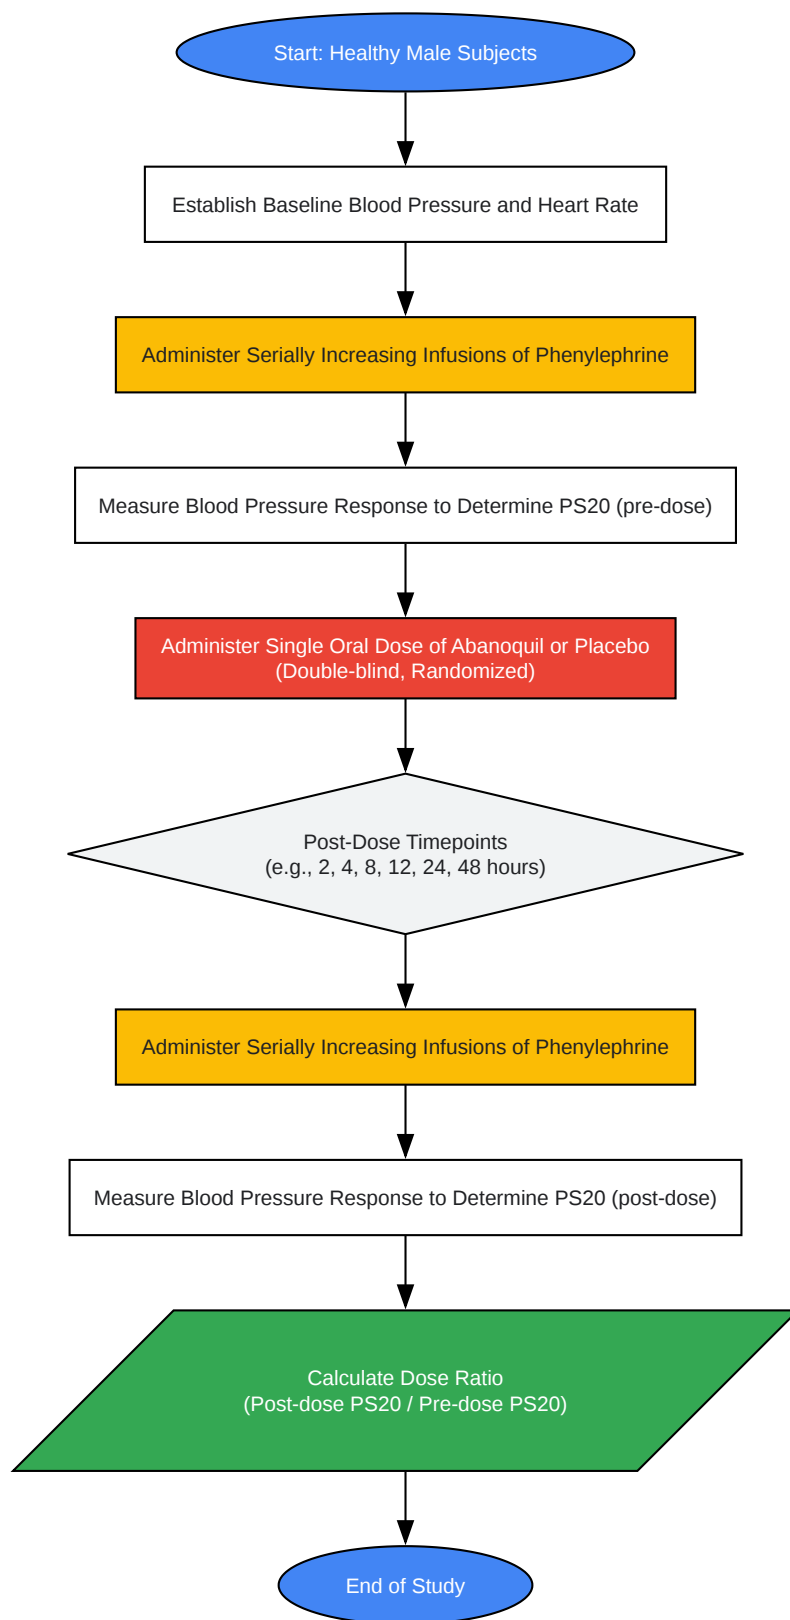 Start: Healthy Male Subjects
Establish Baseline Blood Pressure and Heart Rate
Administer Serially Increasing Infusions of Phenylephrine
Measure Blood Pressure Response to Determine PS20 (pre-dose)
Administer Single Oral Dose of Abanoquil or Placebo
(Double-blind, Randomized)
Post-Dose Timepoints
(e.g., 2, 4, 8, 12, 24, 48 hours)
Administer Serially Increasing Infusions of Phenylephrine
Measure Blood Pressure Response to Determine PS20 (post-dose)
Calculate Dose Ratio
(Post-dose PS20 / Pre-dose PS20)
End of Study